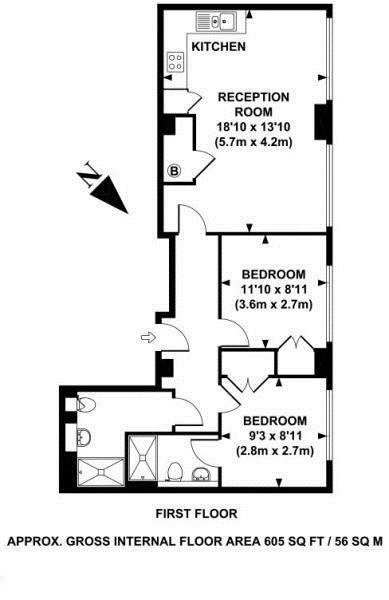 KITCHEN
RECEPTION
ROOM
18'10 x 13'10
(5.7m x 4.2m)
B
N
BEDROOM
11'10 x 8'11
(3.6m x 2.7m)
BEDROOM
9'3 x 8'11
(2.8m x 2.7m)
FIRST FLOOR
APPROX. GROSS INTERNAL FLOOR AREA 605 SQ FT / 56 SQ M